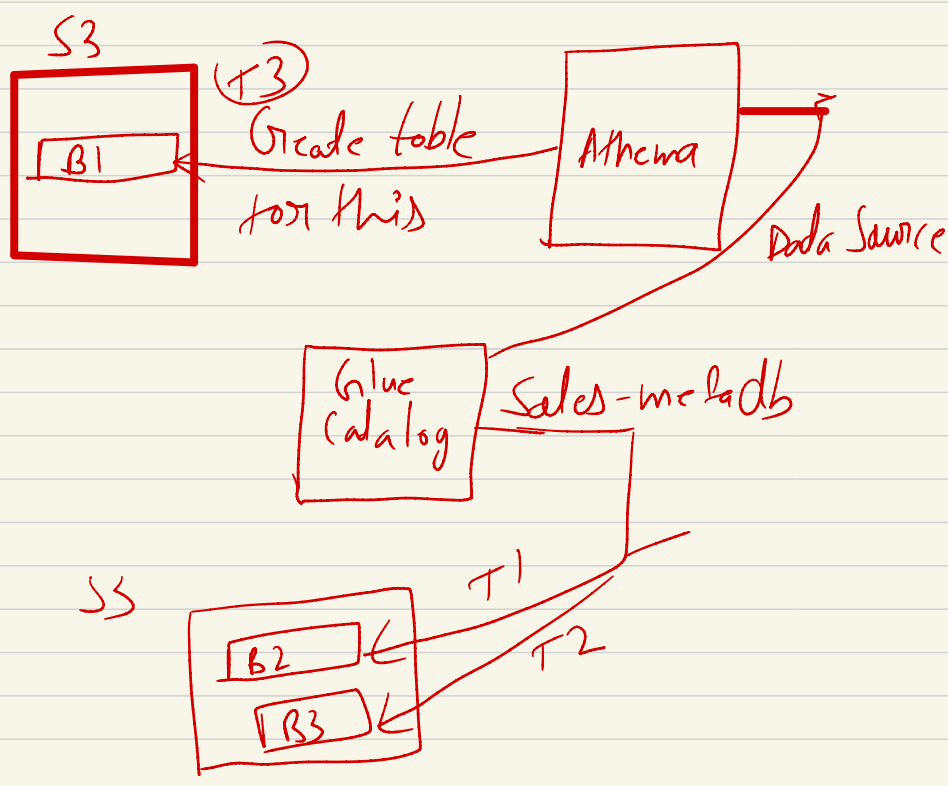 S3
T3
B1
Create table
for this
Athena
Data Source
Glue
Catalog
Sales-metadb
S3
T1
B2
T2
B3